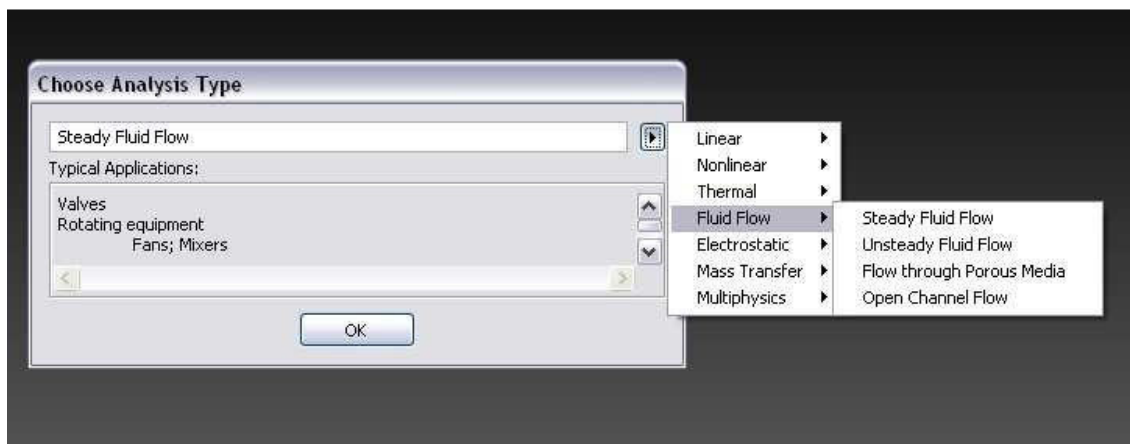 Choose Analysis Type
Steady Fluid Flow
Typical Applications:
Valves
Rotating equipment
Fans; Mixers
OK
Linear
Nonlinear
Thermal
Fluid Flow
Electrostatic
Mass Transfer
Multiphysics
Steady Fluid Flow
Unsteady Fluid Flow
Flow through Porous Media
Open Channel Flow